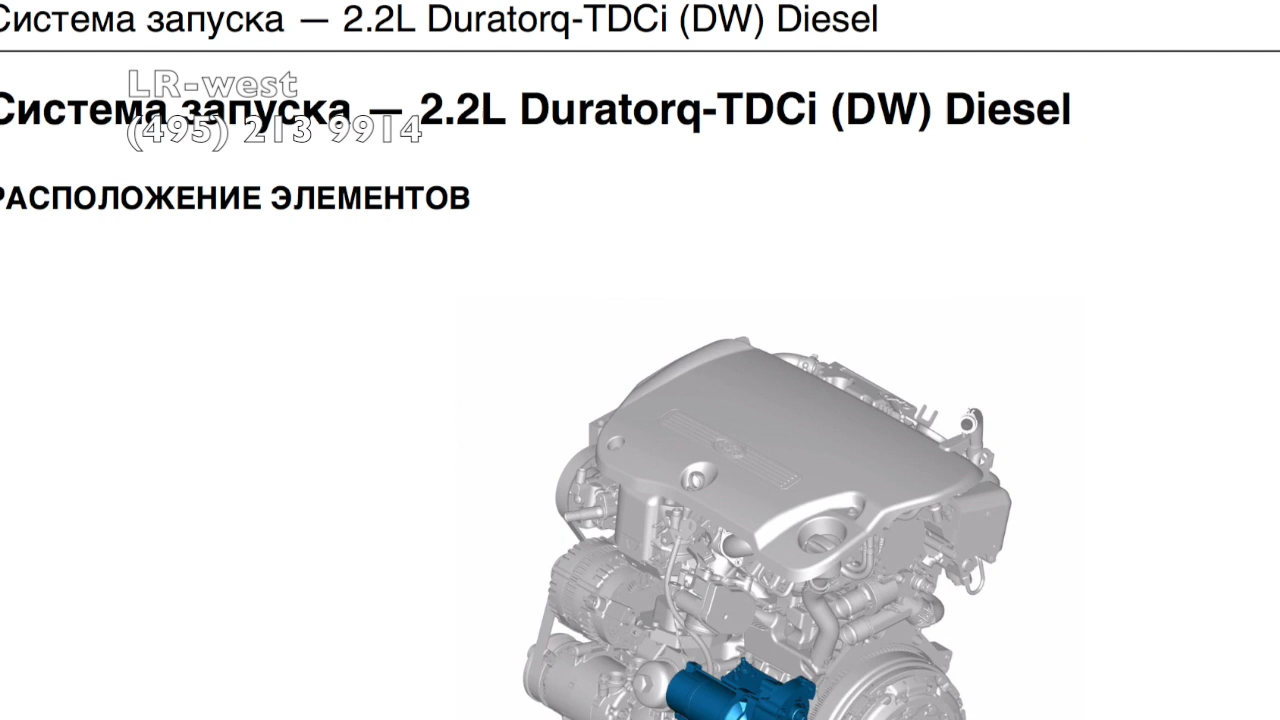 Система запуска — 2.2L Duratorq-TDCi (DW) Diesel
LR-west
Система запуска — 2.2L Duratorq-TDCi (DW) Diesel
(495) 213 9914
РАСПОЛОЖЕНИЕ ЭЛЕМЕНТОВ